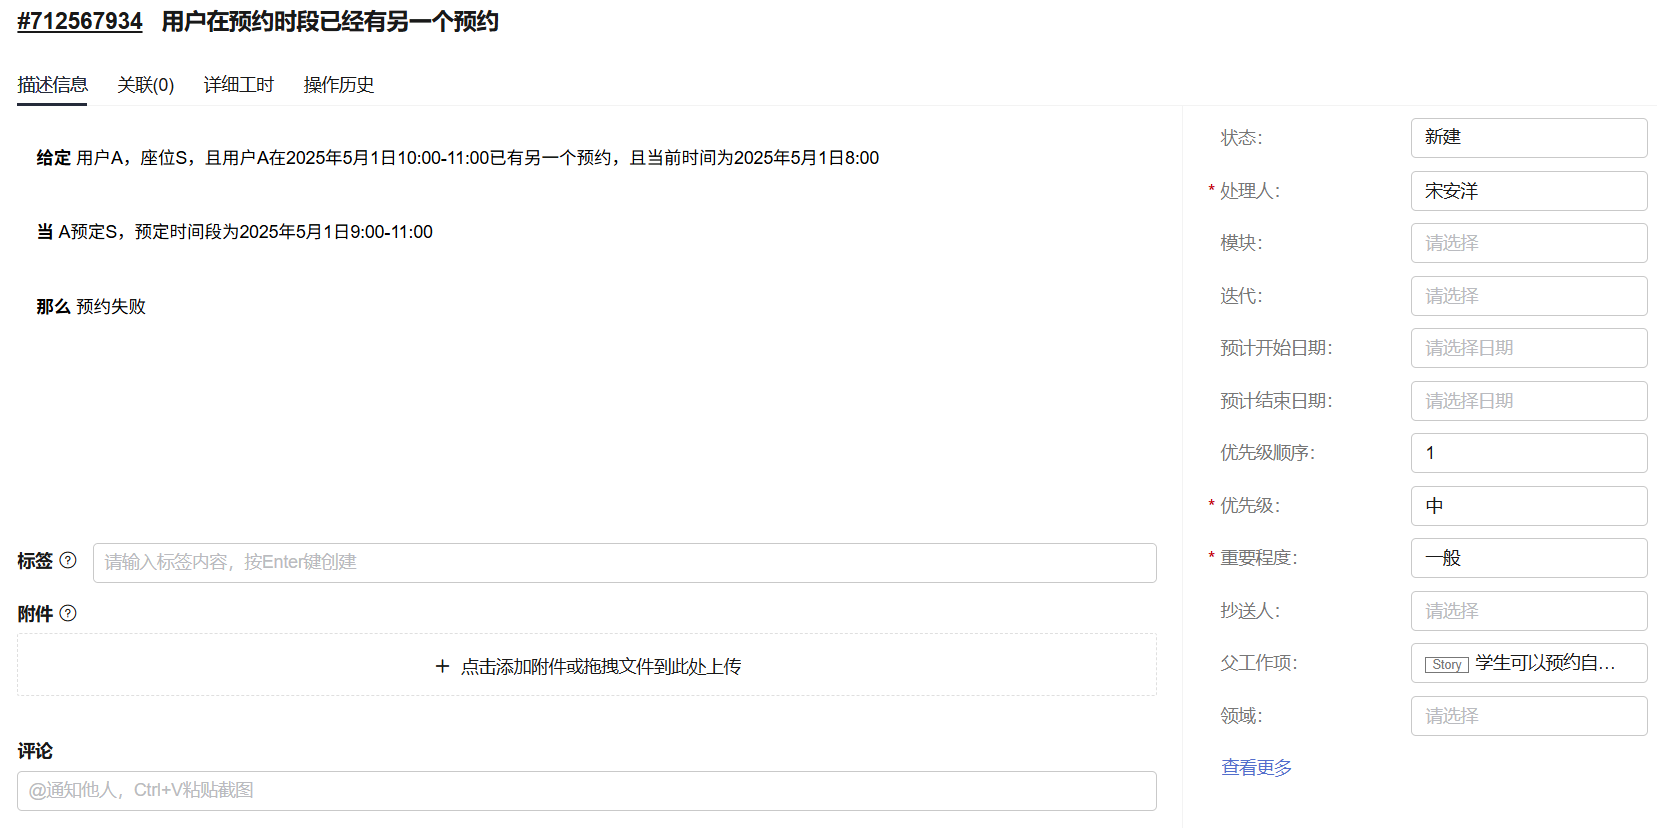 #712567934 用户在预约时段已经有另一个预约
描述信息 关联(0) 详细工时 操作历史
给定 用户A，座位S，且用户A在2025年5月1日10:00-11:00已有另一个预约，且当前时间为2025年5月1日8:00
当 A预定S，预定时间段为2025年5月1日9:00-11:00
那么 预约失败
标签 ? 请输入标签内容，按Enter键创建
附件 ?
+ 点击添加附件或拖拽文件到此处上传
评论
@通知他人，Ctrl+V粘贴截图
状态： 新建
* 处理人： 宋安洋
模块： 请选择
迭代： 请选择
预计开始日期： 请选择日期
预计结束日期： 请选择日期
优先级顺序： 1
* 优先级： 中
* 重要程度： 一般
抄送人： 请选择
父工作项： Story 学生可以预约自...
领域： 请选择
查看更多